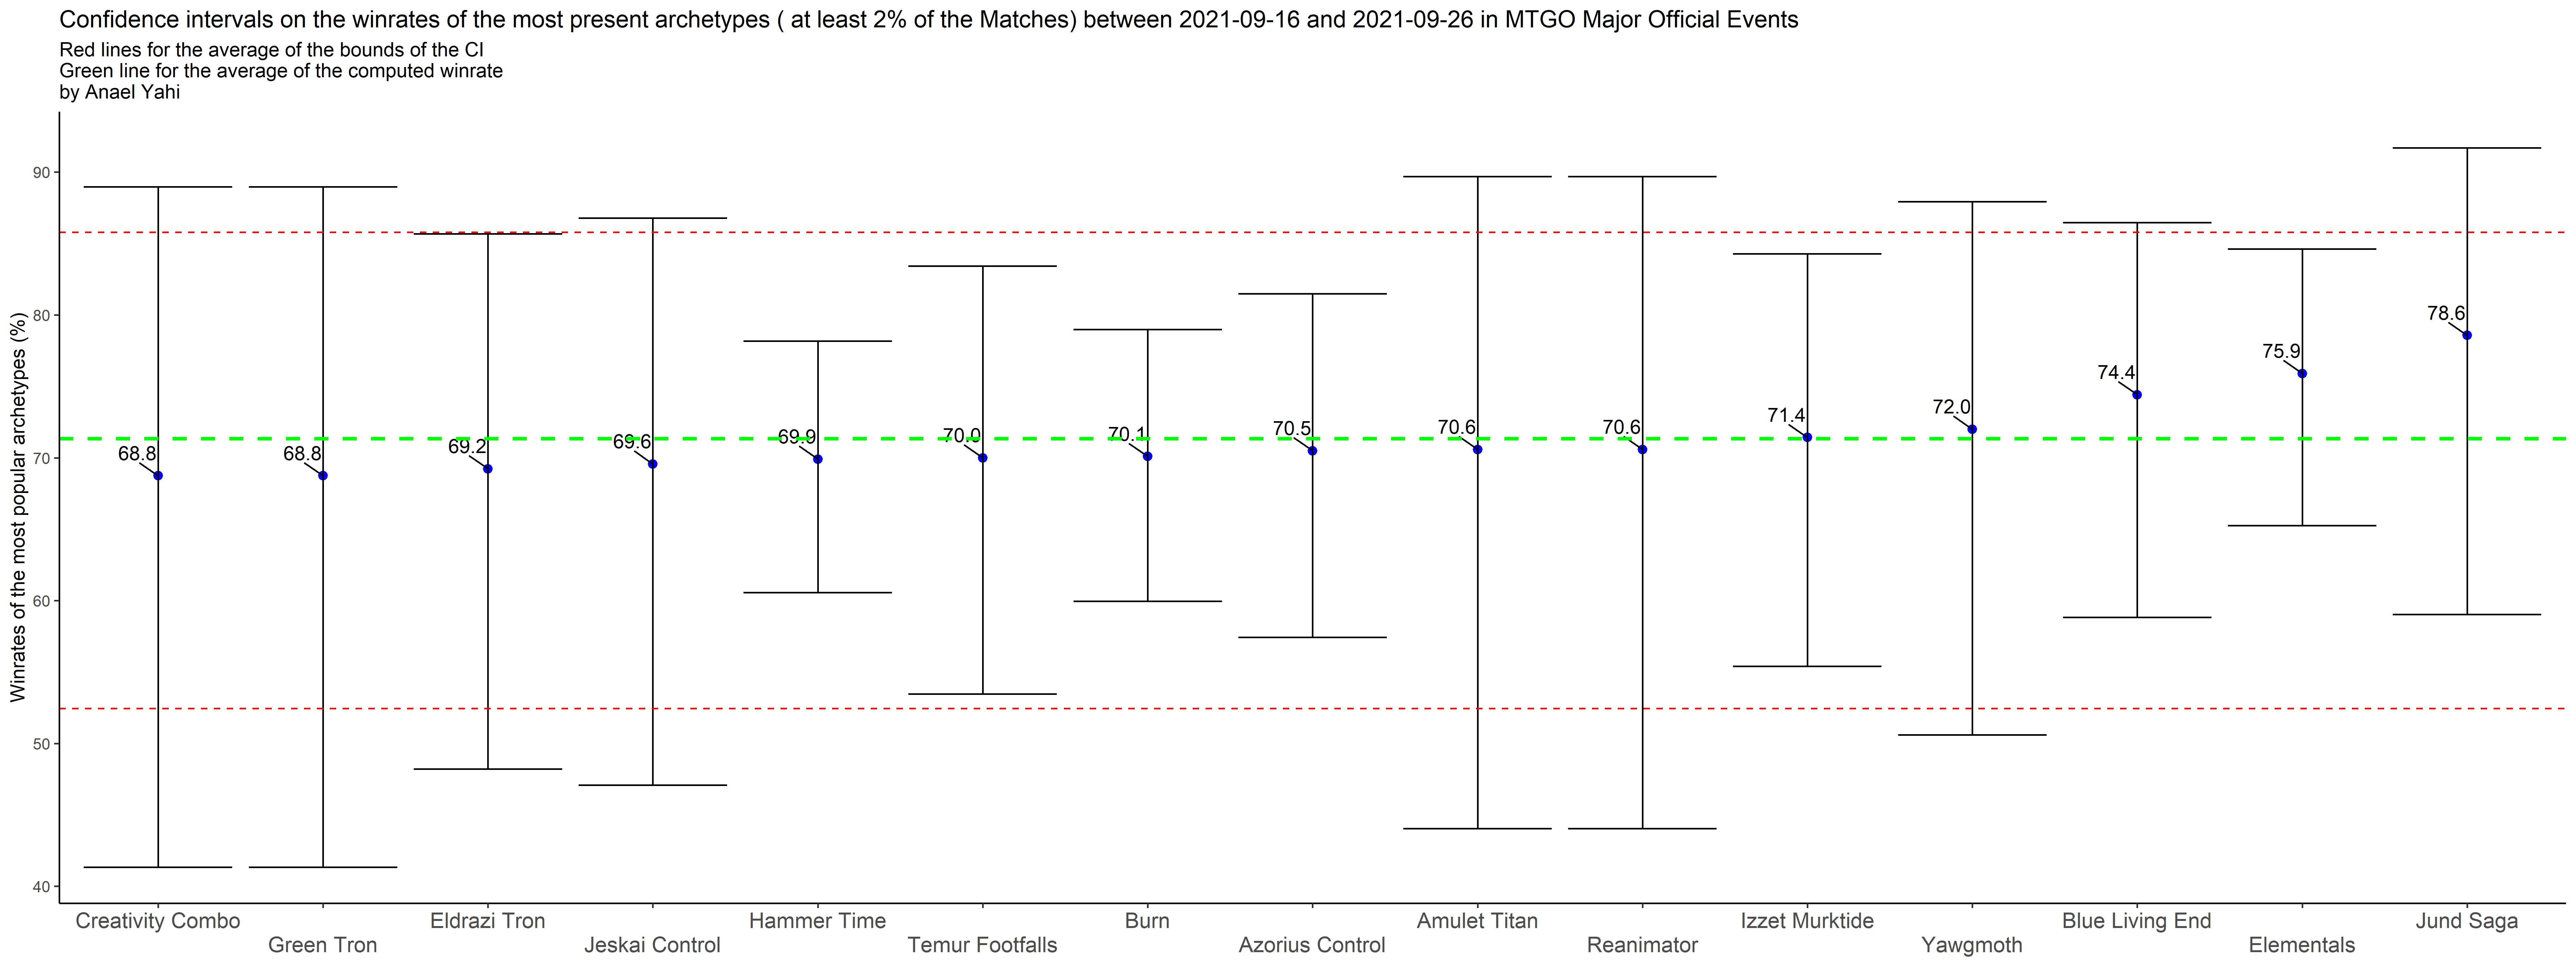 Confidence intervals on the winrates of the most present archetypes ( at least 2% of the Matches) between 2021-09-16 and 2021-09-26 in MTGO Major Official Events
Red lines for the average of the bounds of the CI
Green line for the average of the computed winrate
by Anael Yahi
Winrates of the most popular archetypes (%)
90
80
70
60
50
40
68.8
68.8
69.2
69.6
69.9
70.0
70.1
70.5
70.6
70.6
71.4
72.0
74.4
75.9
78.6
Creativity Combo
Green Tron
Eldrazi Tron
Jeskai Control
Hammer Time
Temur Footfalls
Burn
Azorius Control
Amulet Titan
Reanimator
Izzet Murktide
Yawgmoth
Blue Living End
Elementals
Jund Saga